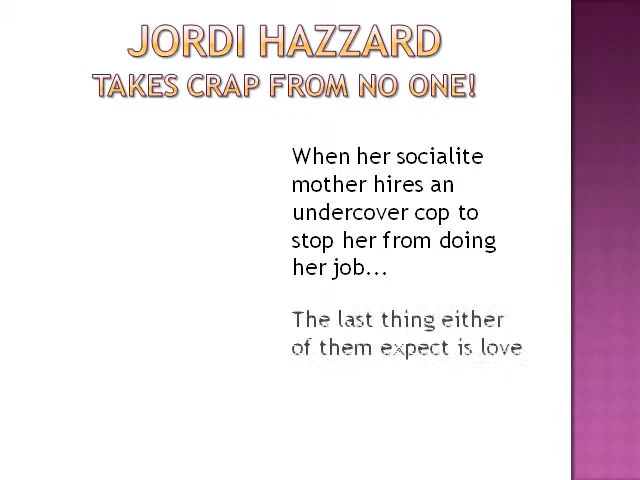 JORDI HAZZARD
TAKES CRAP FROM NO ONE!
When her socialite
mother hires an
undercover cop to
stop her from doing
her job...
The last thing either
of them expect is love